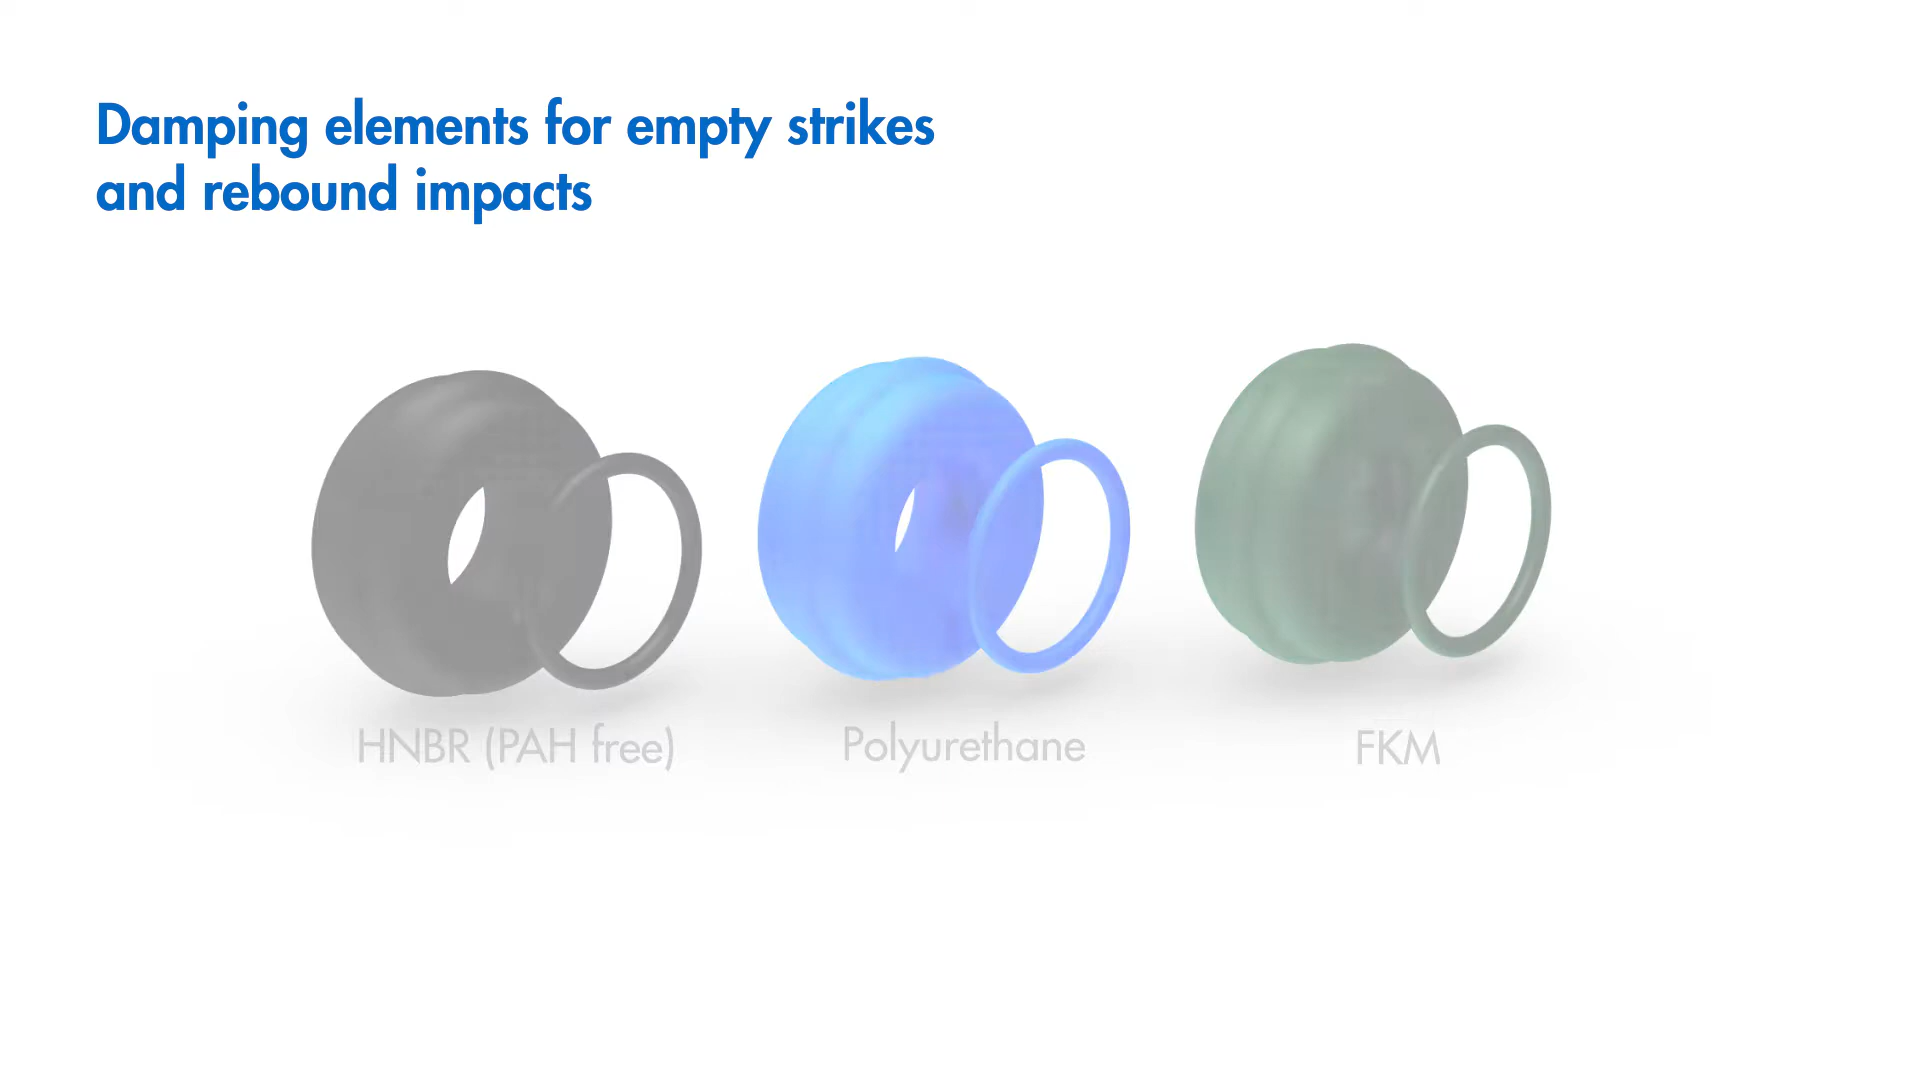 Damping elements for empty strikes
and rebound impacts
HNBR (PAH free)
Polyurethane
FKM